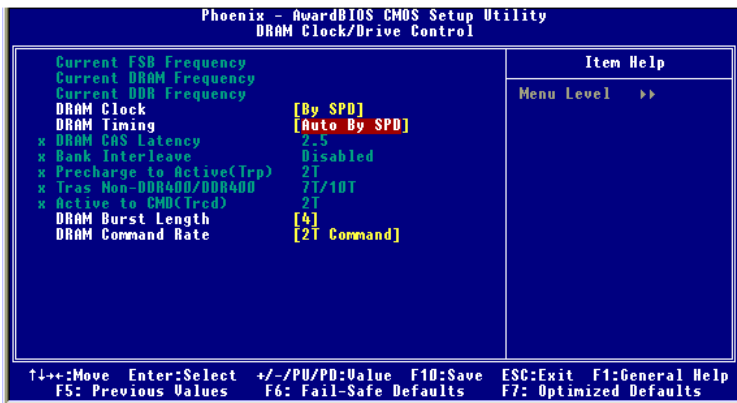 Phoenix - AwardBIOS CMOS Setup Utility
DRAM Clock/Drive Control
Current FSB Frequency
Current DRAM Frequency
Current DDR Frequency
DRAM Clock [By SPD]
DRAM Timing [Auto By SPD]
x DRAM CAS Latency 2.5
x Bank Interleave Disabled
x Precharge to Active(Trp) 2T
x Tras Non-DDR400/DDR400 7T/10T
x Active to CMD(Trcd) 2T
DRAM Burst Length [4]
DRAM Command Rate [2T Command]
Item Help
Menu Level ▸▸
↑↓→←:Move Enter:Select +/-/PU/PD:Value F10:Save ESC:Exit F1:General Help
F5: Previous Values F6: Fail-Safe Defaults F7: Optimized Defaults